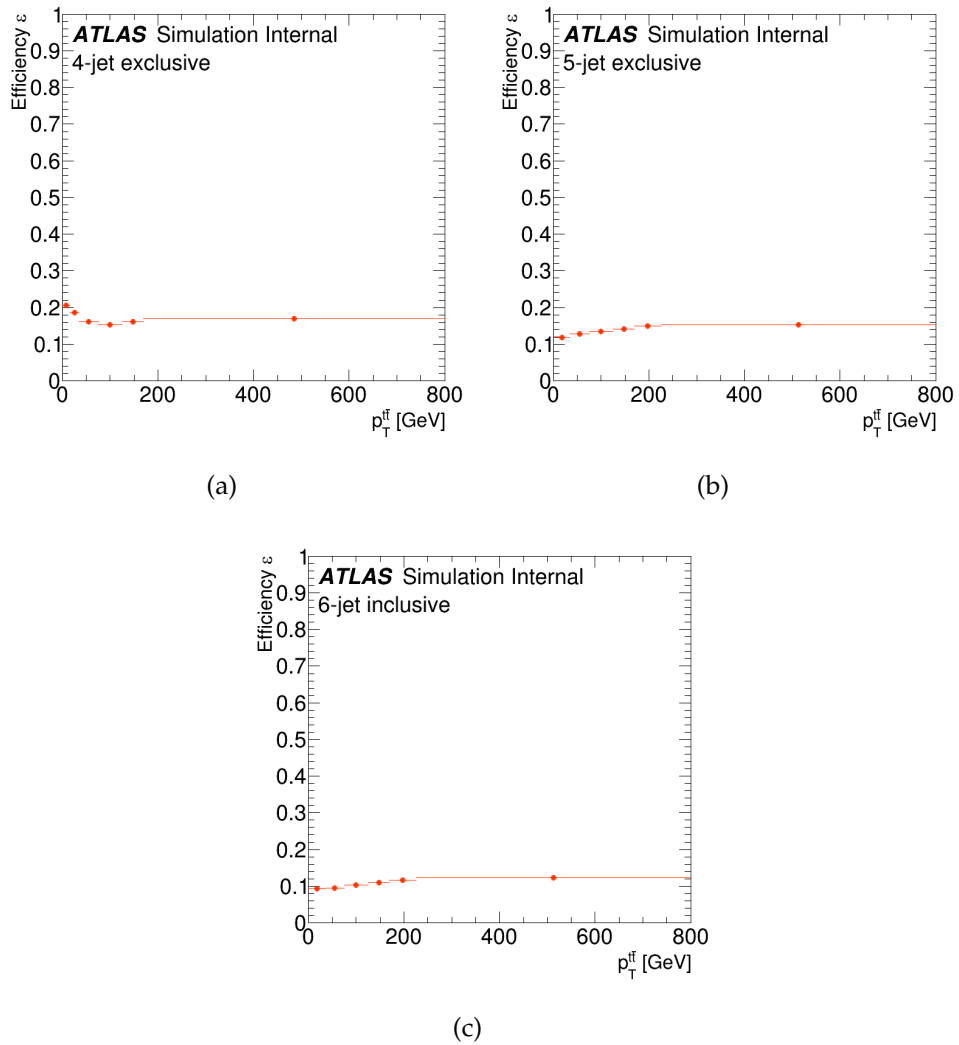 Efficiency ε
ATLAS Simulation Internal
4-jet exclusive
1
0.9
0.8
0.7
0.6
0.5
0.4
0.3
0.2
0.1
0
0 200 400 600 800
p_T^{tt̄} [GeV]
(a)
Efficiency ε
ATLAS Simulation Internal
5-jet exclusive
1
0.9
0.8
0.7
0.6
0.5
0.4
0.3
0.2
0.1
0
0 200 400 600 800
p_T^{tt̄} [GeV]
(b)
Efficiency ε
ATLAS Simulation Internal
6-jet inclusive
1
0.9
0.8
0.7
0.6
0.5
0.4
0.3
0.2
0.1
0
0 200 400 600 800
p_T^{tt̄} [GeV]
(c)